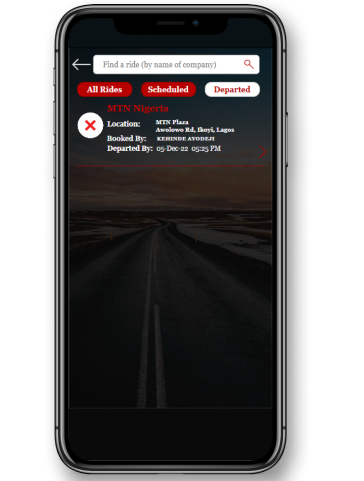 Find a ride (by name of company)
All Rides Scheduled Departed
MTN Nigeria
Location: MTN Plaza
Awolowo Rd, Ikoyi, Lagos
Booked By: KEHINDE AYODEJI
Departed By: 05-Dec-22 05:25 PM